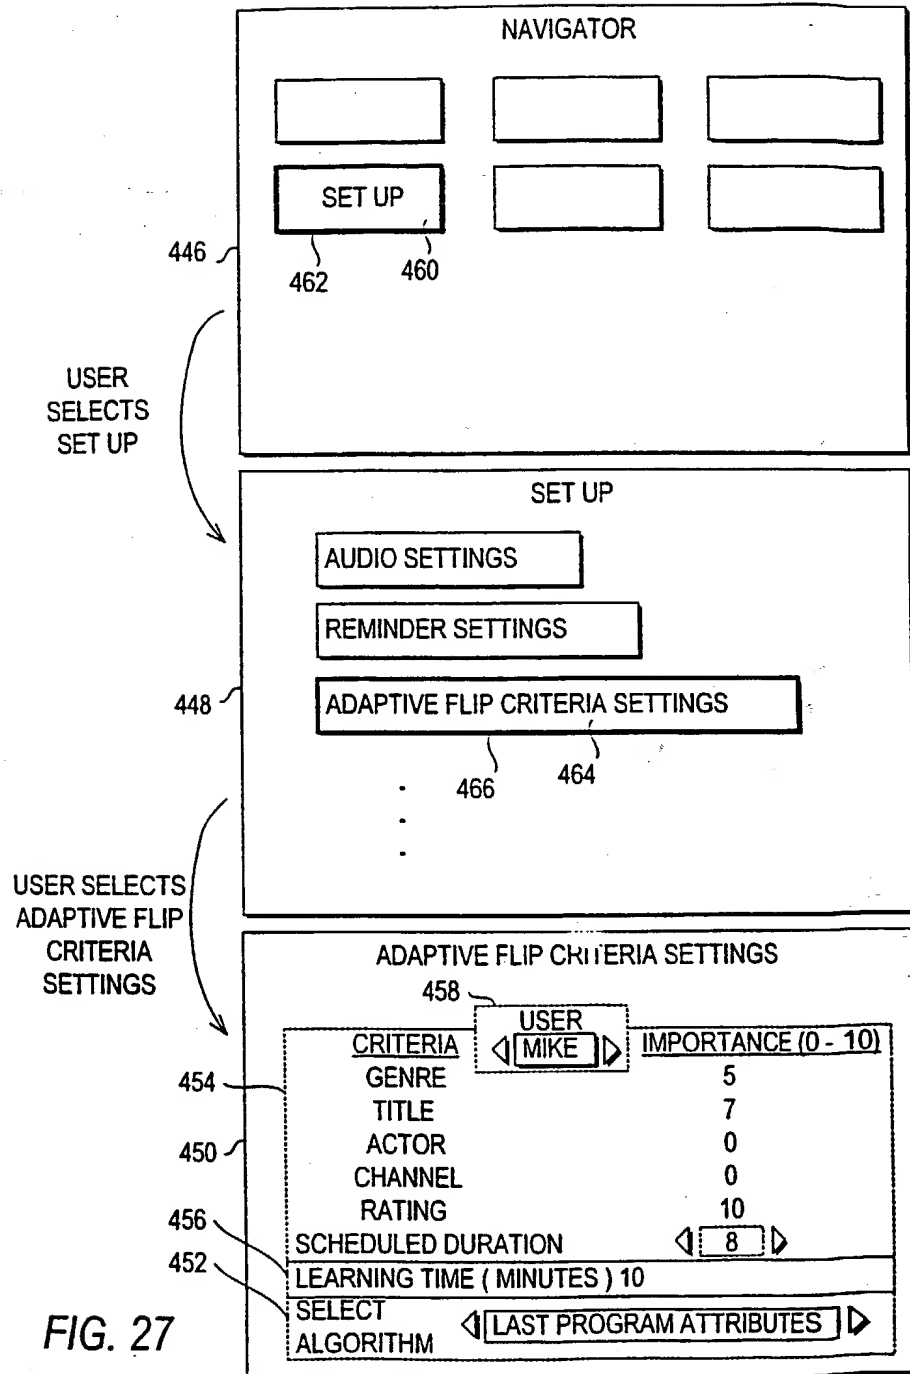 NAVIGATOR
SET UP
446
462
460
USER
SELECTS
SET UP
SET UP
AUDIO SETTINGS
REMINDER SETTINGS
448
ADAPTIVE FLIP CRITERIA SETTINGS
466
464
USER SELECTS
ADAPTIVE FLIP
CRITERIA
SETTINGS
ADAPTIVE FLIP CRITERIA SETTINGS
458
USER
CRITERIA
MIKE
IMPORTANCE (0 - 10)
454
GENRE 5
TITLE 7
450
ACTOR 0
CHANNEL 0
RATING 10
456
SCHEDULED DURATION 8
452
LEARNING TIME ( MINUTES ) 10
SELECT
ALGORITHM
LAST PROGRAM ATTRIBUTES
FIG. 27